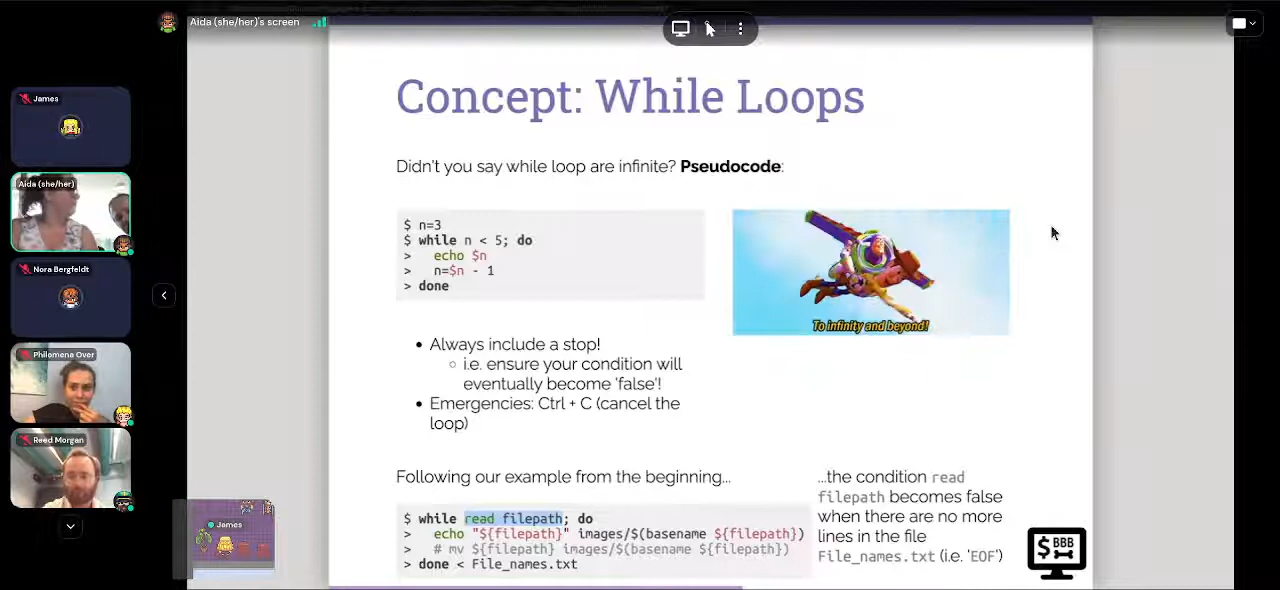 Aida (she/her)'s screen
James
Aida (she/her)
Nora Bergfeldt
Philomena Over
Reed Morgan
James
Concept: While Loops
Didn't you say while loop are infinite? Pseudocode:
$ n=3
$ while n < 5; do
> echo $n
> n=$n - 1
> done
To infinity and beyond!
• Always include a stop!
○ i.e. ensure your condition will
eventually become 'false'!
• Emergencies: Ctrl + C (cancel the
loop)
Following our example from the beginning...
$ while read filepath; do
> echo "${filepath}" images/$(basename ${filepath})
> # mv ${filepath} images/$(basename ${filepath})
> done < File_names.txt
...the condition read
filepath becomes false
when there are no more
lines in the file
File_names.txt (i.e. 'EOF')
$ BBB